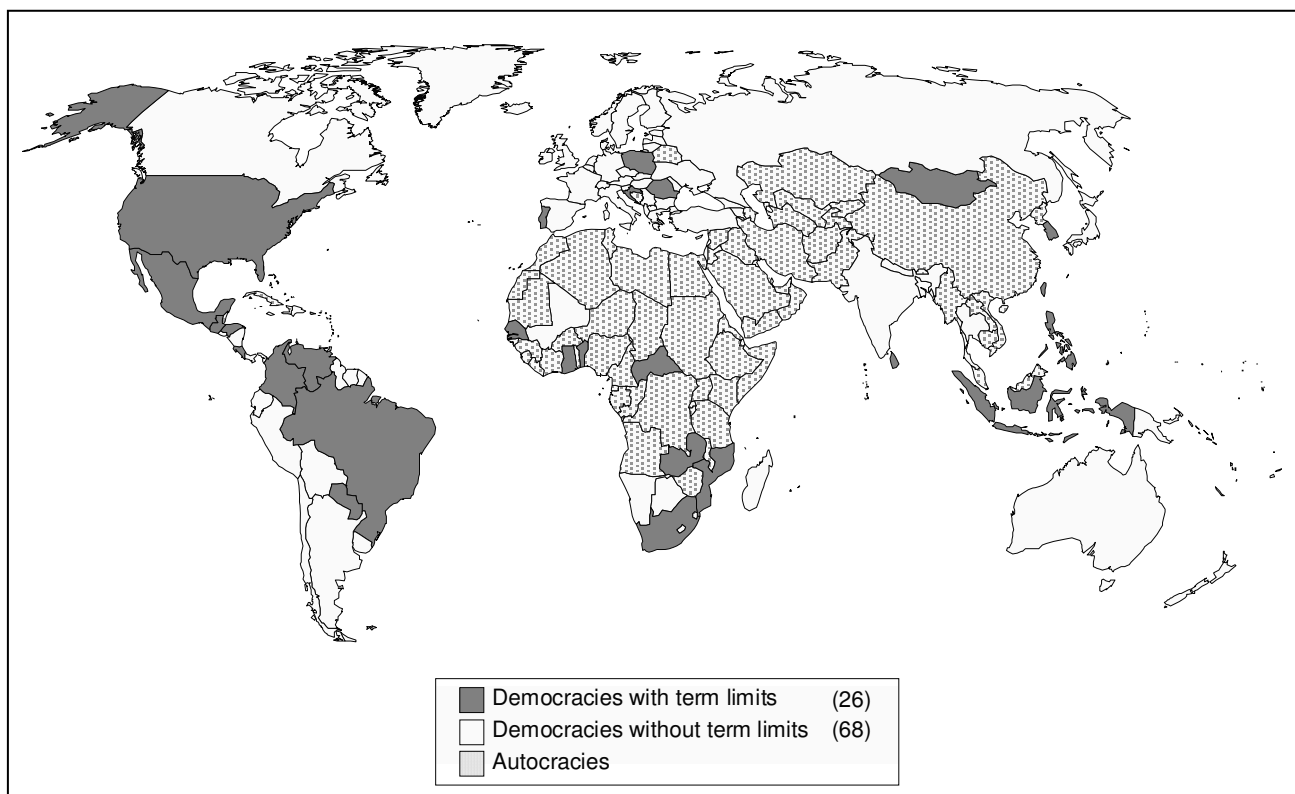 Democracies with term limits (26)
Democracies without term limits (68)
Autocracies